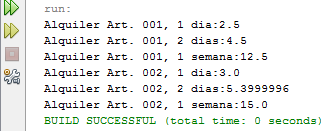 run:
Alquiler Art. 001, 1 dia:2.5
Alquiler Art. 001, 2 dias:4.5
Alquiler Art. 001, 1 semana:12.5
Alquiler Art. 002, 1 dia:3.0
Alquiler Art. 002, 2 dias:5.3999996
Alquiler Art. 002, 1 semana:15.0
BUILD SUCCESSFUL (total time: 0 seconds)